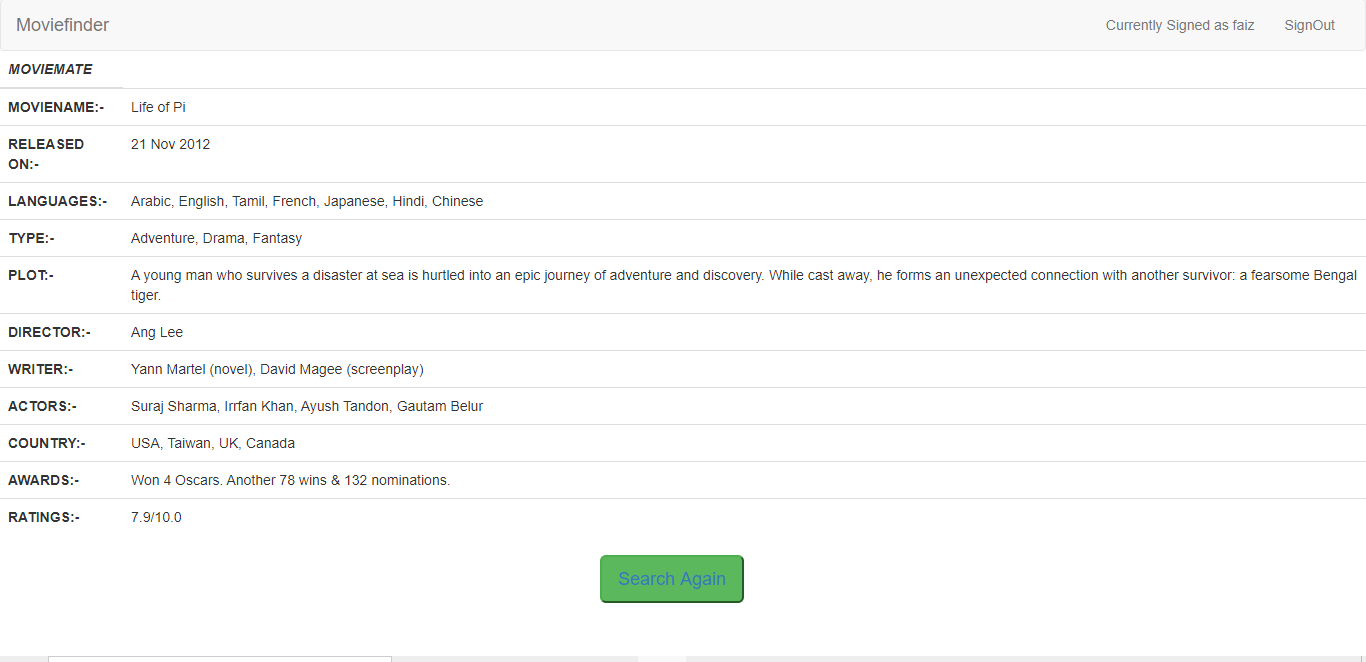 Moviefinder Currently Signed as faiz SignOut
MOVIEMATE
MOVIENAME:- Life of Pi
RELEASED 21 Nov 2012
ON:-
LANGUAGES:- Arabic, English, Tamil, French, Japanese, Hindi, Chinese
TYPE:- Adventure, Drama, Fantasy
PLOT:- A young man who survives a disaster at sea is hurtled into an epic journey of adventure and discovery. While cast away, he forms an unexpected connection with another survivor: a fearsome Bengal
tiger.
DIRECTOR:- Ang Lee
WRITER:- Yann Martel (novel), David Magee (screenplay)
ACTORS:- Suraj Sharma, Irrfan Khan, Ayush Tandon, Gautam Belur
COUNTRY:- USA, Taiwan, UK, Canada
AWARDS:- Won 4 Oscars. Another 78 wins & 132 nominations.
RATINGS:- 7.9/10.0
Search Again